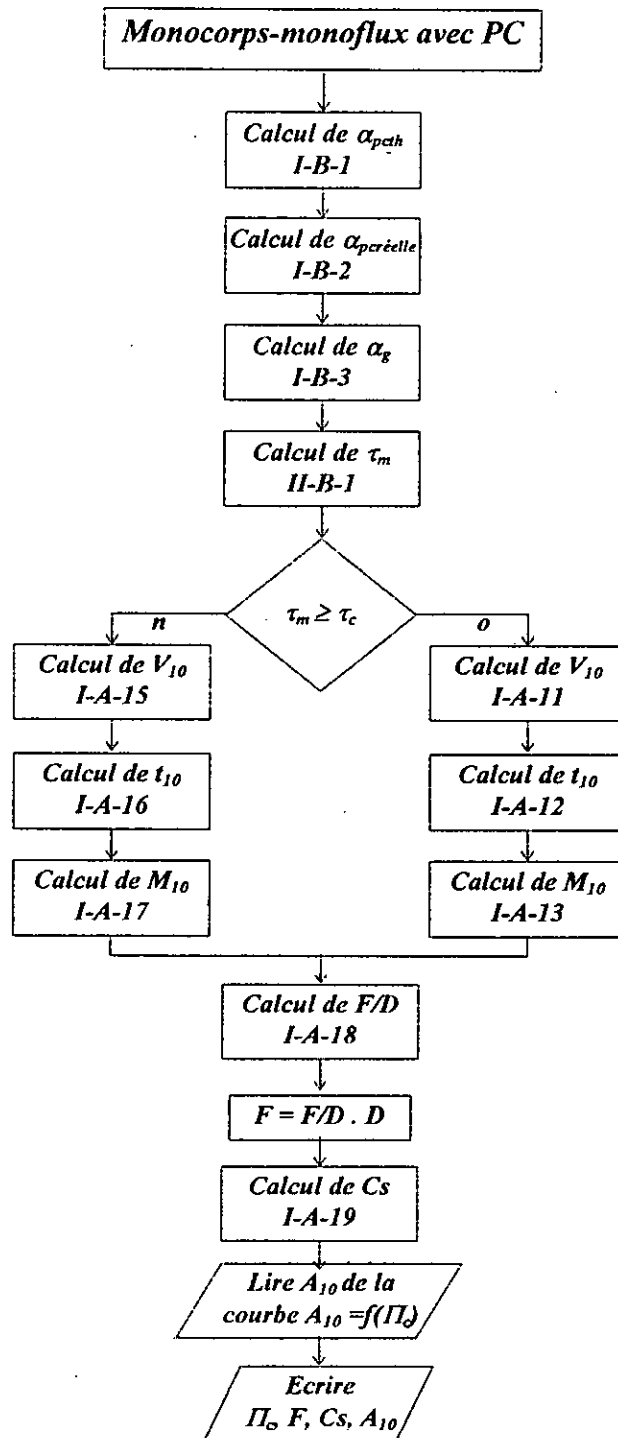 Monocorps-monoflux avec PC
Calcul de α_pcth
I-B-1
Calcul de α_pcréelle
I-B-2
Calcul de α_g
I-B-3
Calcul de τ_m
II-B-1
τ_m ≥ τ_c
n
o
Calcul de V_10
I-A-15
Calcul de V_10
I-A-11
Calcul de t_10
I-A-16
Calcul de t_10
I-A-12
Calcul de M_10
I-A-17
Calcul de M_10
I-A-13
Calcul de F/D
I-A-18
F = F/D . D
Calcul de Cs
I-A-19
Lire A_10 de la
courbe A_10 =f(Π_c)
Ecrire
Π_c, F, Cs, A_10